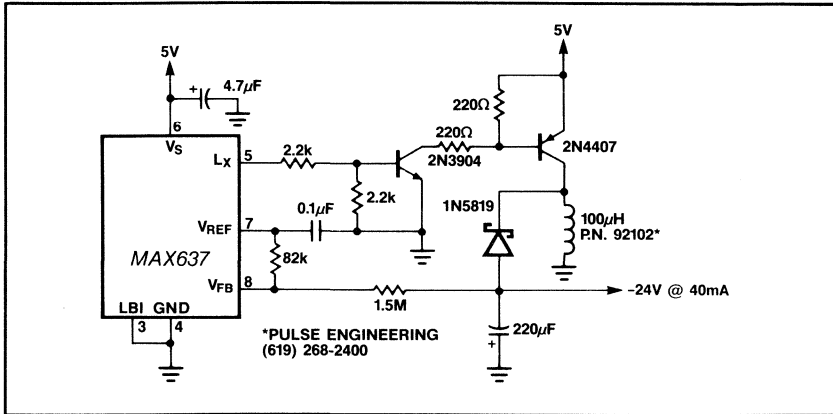 5V
5V
+ 4.7μF
220Ω
6
VS
220Ω
2N3904
2N4407
LX
5
2.2k
2.2k
1N5819
100μH
P.N. 92102*
0.1μF
VREF
7
MAX637
82k
VFB
8
1.5M
-24V @ 40mA
LBI GND
3
4
*PULSE ENGINEERING
(619) 268-2400
220μF
+